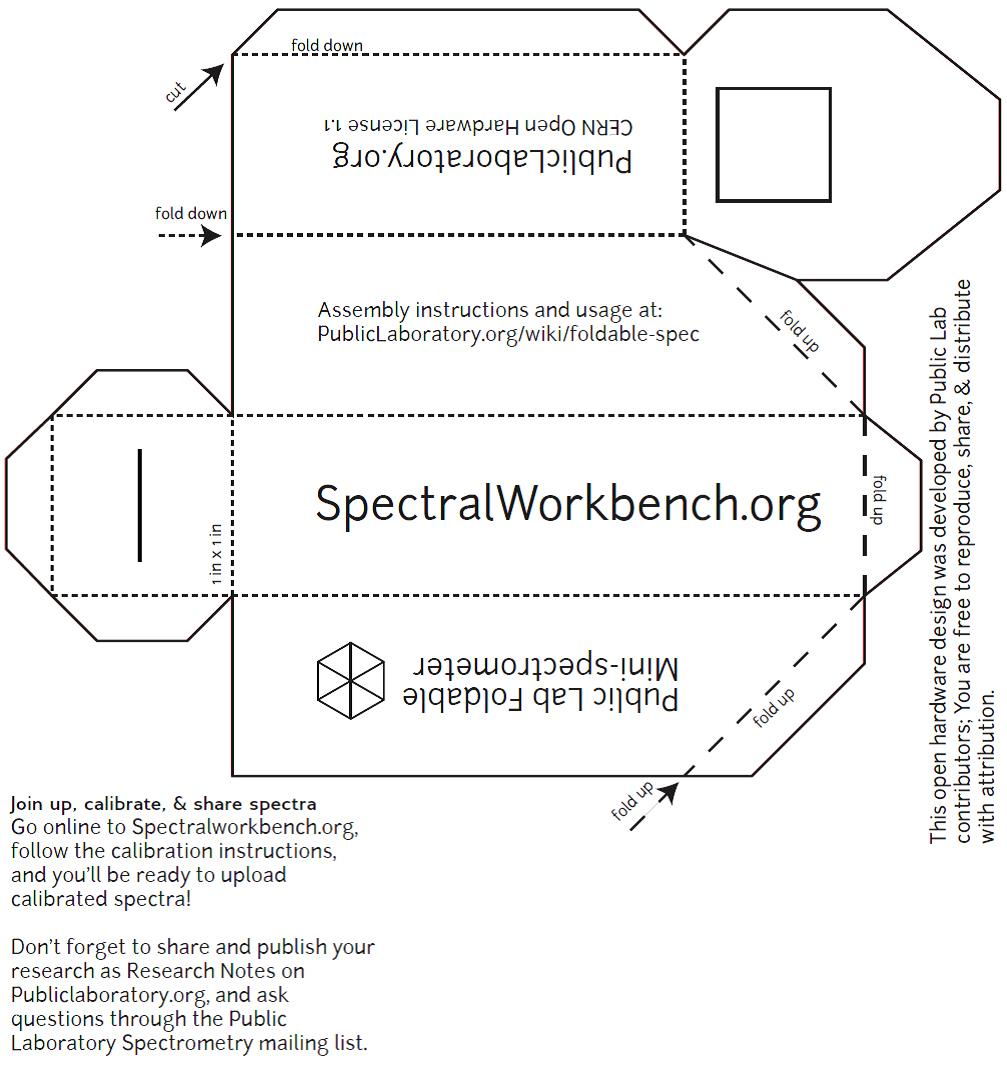 fold down
cut
CERN Open Hardware License 1.1
PublicLaboratory.org
fold down
Assembly instructions and usage at:
PublicLaboratory.org/wiki/foldable-spec
fold up
1 in x 1 in
SpectralWorkbench.org
fold up
Public Lab Foldable
Mini-spectrometer
fold up
fold up
This open hardware design was developed by Public Lab
contributors; You are free to reproduce, share, & distribute
with attribution.
Join up, calibrate, & share spectra
Go online to Spectralworkbench.org,
follow the calibration instructions,
and you'll be ready to upload
calibrated spectra!
Don't forget to share and publish your
research as Research Notes on
Publiclaboratory.org, and ask
questions through the Public
Laboratory Spectrometry mailing list.